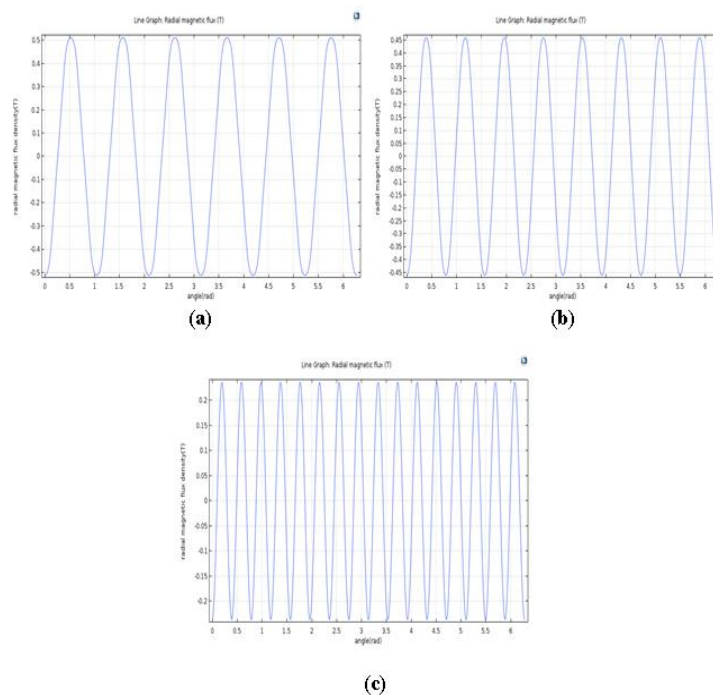 Line Graph: Radial magnetic flux (T)
radial magnetic flux density(T)
0.5
0.4
0.3
0.2
0.1
0
-0.1
-0.2
-0.3
-0.4
-0.5
0 0.5 1 1.5 2 2.5 3 3.5 4 4.5 5 5.5 6
angle(rad)
(a)
Line Graph: Radial magnetic flux (T)
radial magnetic flux density(T)
0.45
0.4
0.35
0.3
0.25
0.2
0.15
0.1
0.05
0
-0.05
-0.1
-0.15
-0.2
-0.25
-0.3
-0.35
-0.4
-0.45
0 0.5 1 1.5 2 2.5 3 3.5 4 4.5 5 5.5 6
angle(rad)
(b)
Line Graph: Radial magnetic flux (T)
radial magnetic flux density(T)
0.2
0.15
0.1
0.05
0
-0.05
-0.1
-0.15
-0.2
0 0.5 1 1.5 2 2.5 3 3.5 4 4.5 5 5.5 6
angle(rad)
(c)